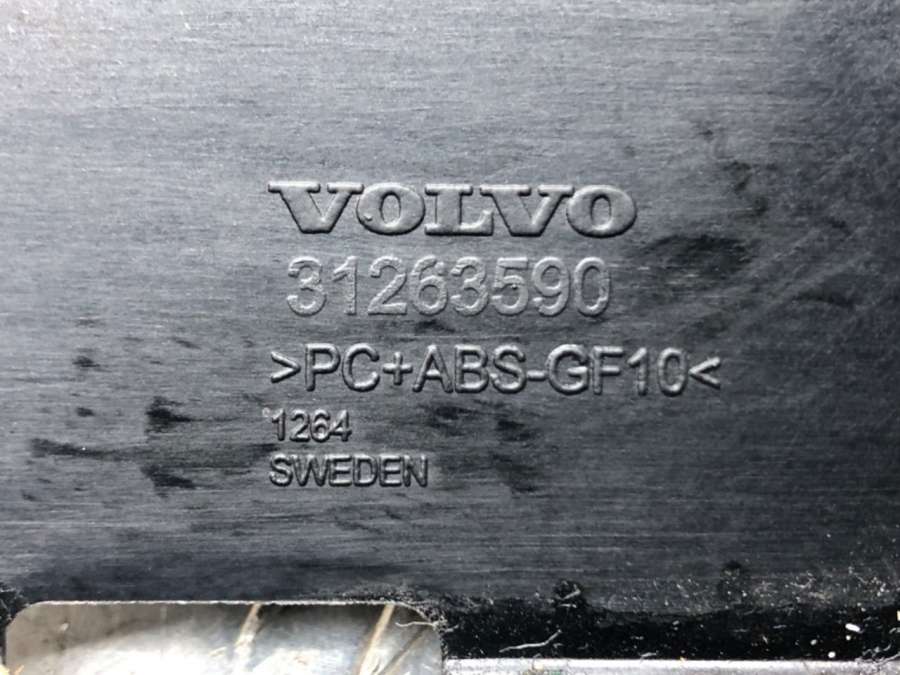 VOLVO
31263590
>PC+ABS-GF10<
1264
SWEDEN